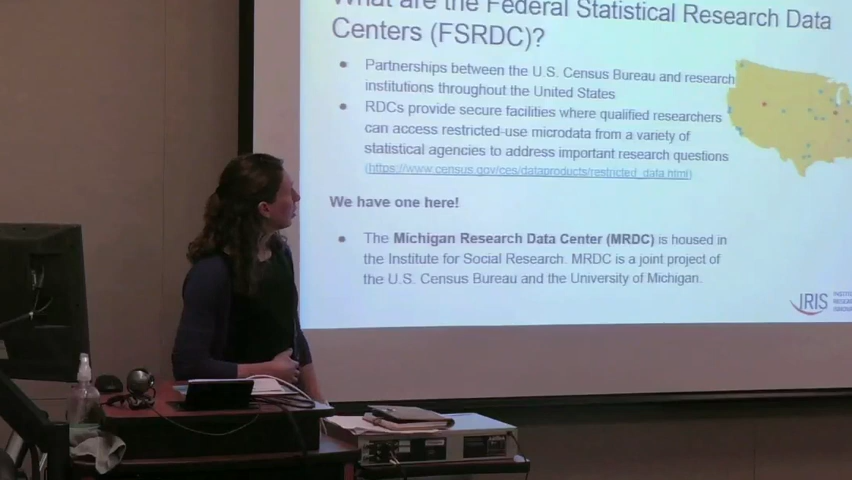 What are the Federal Statistical Research Data
Centers (FSRDC)?
Partnerships between the U.S. Census Bureau and research
institutions throughout the United States
RDCs provide secure facilities where qualified researchers
can access restricted-use microdata from a variety of
statistical agencies to address important research questions
(https://www.census.gov/ces/dataproducts/restricted_data.html)
We have one here!
The Michigan Research Data Center (MRDC) is housed in
the Institute for Social Research. MRDC is a joint project of
the U.S. Census Bureau and the University of Michigan.
IRIS